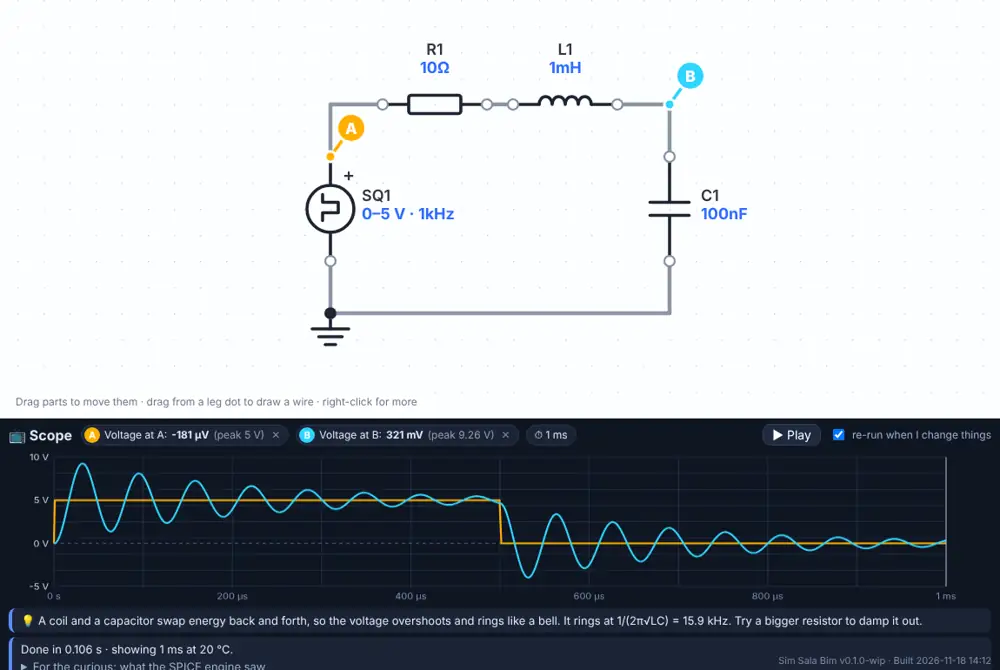 R1
10Ω
L1
1mH
B
A
+
SQ1
0–5 V · 1kHz
C1
100nF
Drag parts to move them · drag from a leg dot to draw a wire · right-click for more
📺 Scope
A Voltage at A: -181 µV (peak 5 V) ×
B Voltage at B: 321 mV (peak 9.26 V) ×
⏱ 1 ms
▶ Play
re-run when I change things
10 V
5 V
0 V
-5 V
0 s 200 µs 400 µs 600 µs 800 µs 1 ms
💡 A coil and a capacitor swap energy back and forth, so the voltage overshoots and rings like a bell. It rings at 1/(2π√LC) = 15.9 kHz. Try a bigger resistor to damp it out.
Done in 0.106 s · showing 1 ms at 20 °C.
▶ For the curious: what the SPICE engine saw
Sim Sala Bim v0.1.0-wip · Built 2026-11-18 14:12